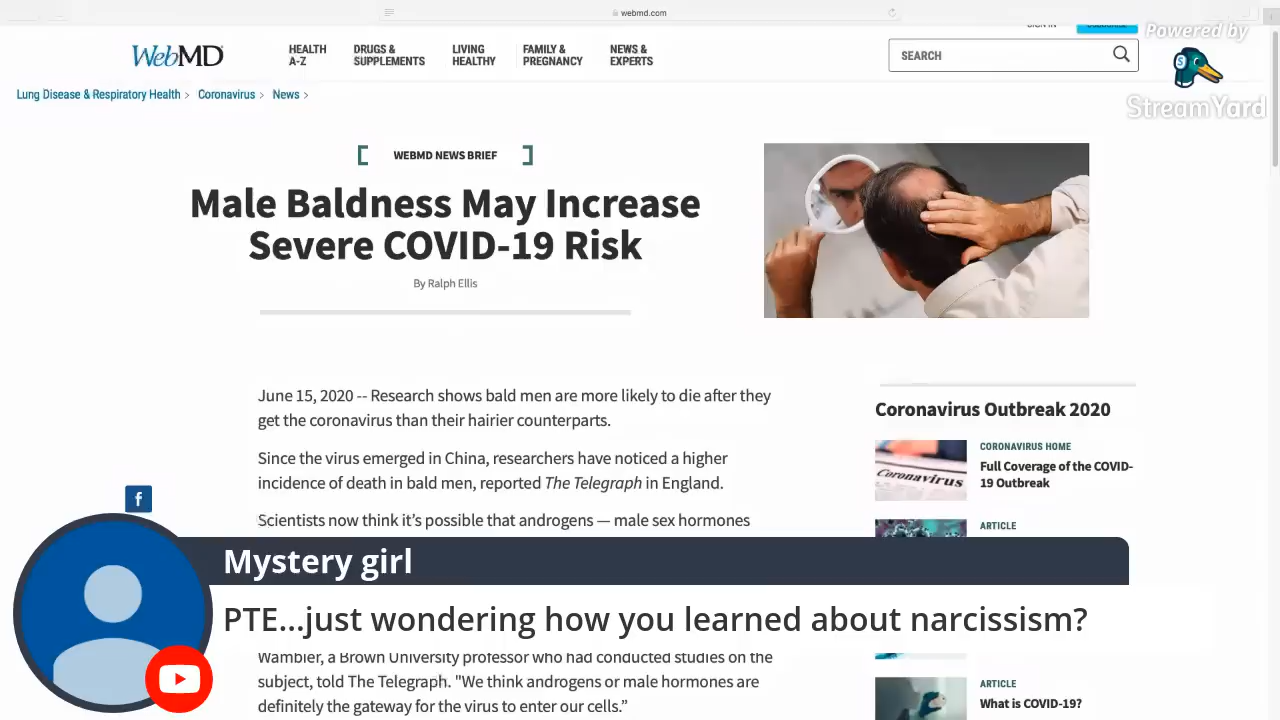 webmd.com
SIGN IN
SUBSCRIBE
Powered by
StreamYard
WebMD
HEALTH
A-Z
DRUGS &
SUPPLEMENTS
LIVING
HEALTHY
FAMILY &
PREGNANCY
NEWS &
EXPERTS
SEARCH
Lung Disease & Respiratory Health > Coronavirus > News >
[ WEBMD NEWS BRIEF ]
Male Baldness May Increase
Severe COVID-19 Risk
By Ralph Ellis
June 15, 2020 -- Research shows bald men are more likely to die after they
get the coronavirus than their hairier counterparts.
Since the virus emerged in China, researchers have noticed a higher
incidence of death in bald men, reported The Telegraph in England.
Scientists now think it’s possible that androgens — male sex hormones
Coronavirus Outbreak 2020
CORONAVIRUS HOME
Full Coverage of the COVID-
19 Outbreak
Coronavirus
ARTICLE
f
Mystery girl
PTE...just wondering how you learned about narcissism?
Wambier, a Brown University professor who had conducted studies on the
subject, told The Telegraph. "We think androgens or male hormones are
definitely the gateway for the virus to enter our cells.”
ARTICLE
What is COVID-19?